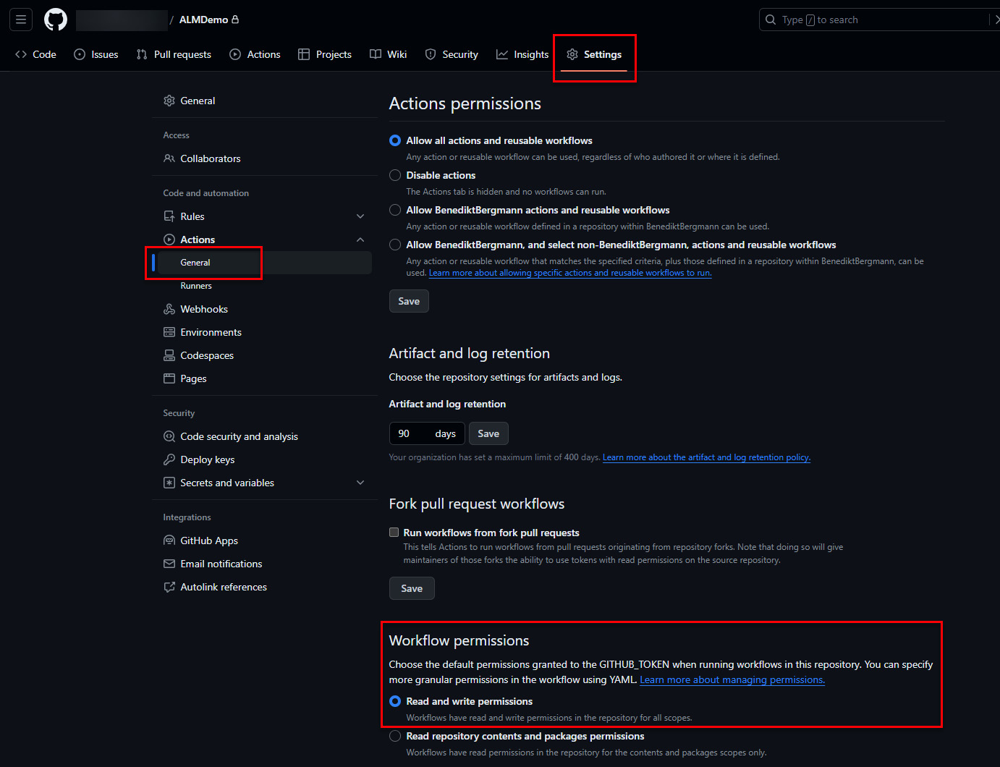 / ALMDemo
Type / to search
Code Issues Pull requests Actions Projects Wiki Security Insights Settings
General
Access
Collaborators
Code and automation
Rules
Actions
General
Runners
Webhooks
Environments
Codespaces
Pages
Security
Code security and analysis
Deploy keys
Secrets and variables
Integrations
GitHub Apps
Email notifications
Autolink references
Actions permissions
Allow all actions and reusable workflows
Any action or reusable workflow can be used, regardless of who authored it or where it is defined.
Disable actions
The Actions tab is hidden and no workflows can run.
Allow BenediktBergmann actions and reusable workflows
Any action or reusable workflow defined in a repository within BenediktBergmann can be used.
Allow BenediktBergmann, and select non-BenediktBergmann, actions and reusable workflows
Any action or reusable workflow that matches the specified criteria, plus those defined in a repository within BenediktBergmann, can be
used. Learn more about allowing specific actions and reusable workflows to run.
Save
Artifact and log retention
Choose the repository settings for artifacts and logs.
Artifact and log retention
90 days Save
Your organization has set a maximum limit of 400 days. Learn more about the artifact and log retention policy.
Fork pull request workflows
Run workflows from fork pull requests
This tells Actions to run workflows from pull requests originating from repository forks. Note that doing so will give
maintainers of those forks the ability to use tokens with read permissions on the source repository.
Save
Workflow permissions
Choose the default permissions granted to the GITHUB_TOKEN when running workflows in this repository. You can specify
more granular permissions in the workflow using YAML. Learn more about managing permissions.
Read and write permissions
Workflows have read and write permissions in the repository for all scopes.
Read repository contents and packages permissions
Workflows have read permissions in the repository for the contents and packages scopes only.